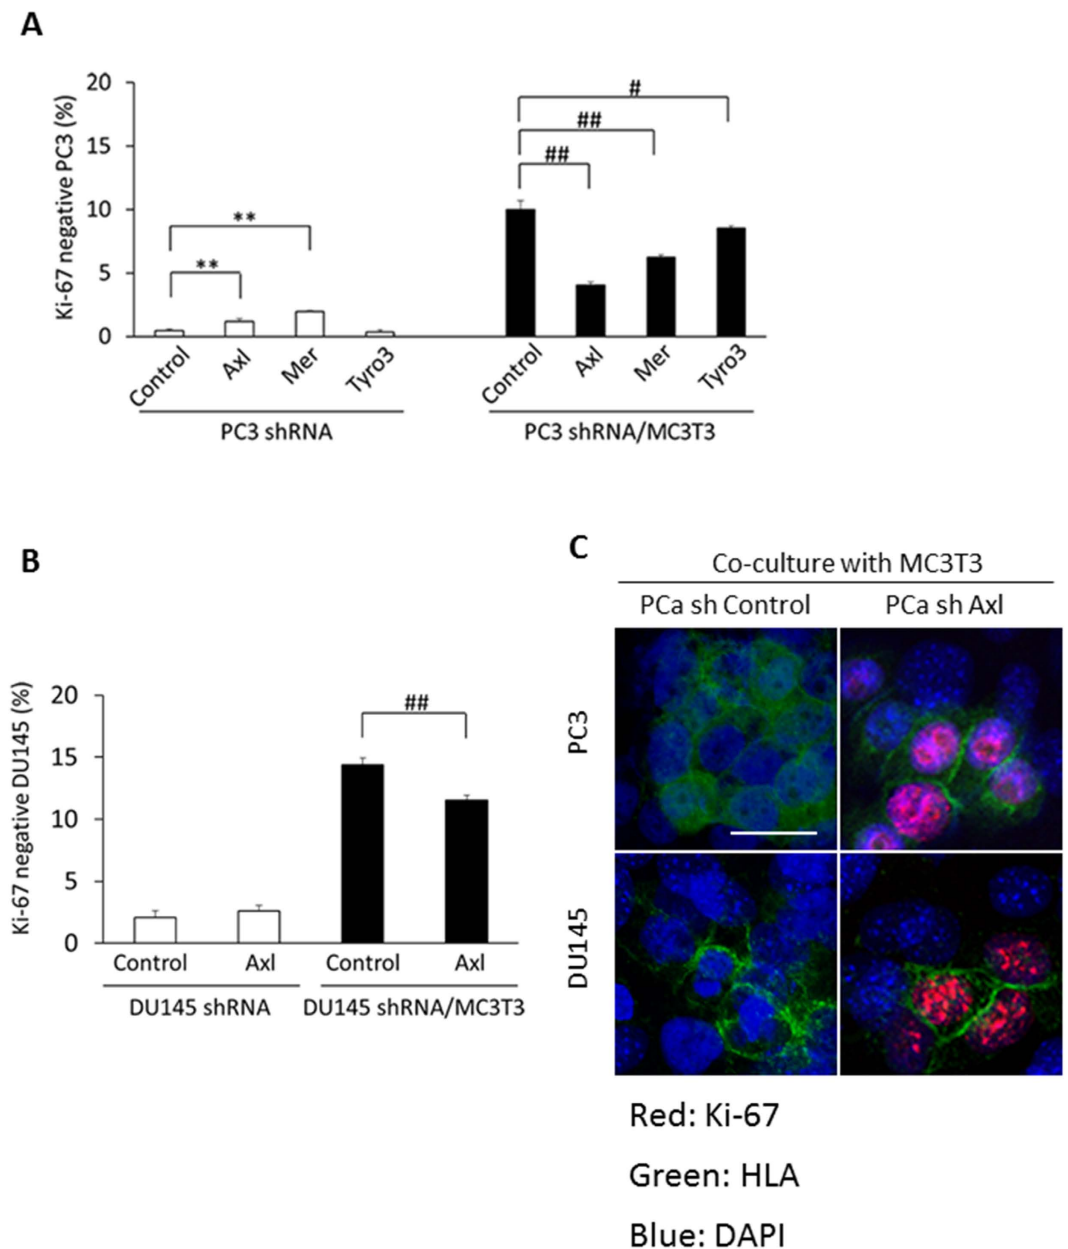 A
Ki-67 negative PC3 (%)
20
15
10
5
0
**
**
#
##
##
Control
Axl
Mer
Tyro3
Control
Axl
Mer
Tyro3
PC3 shRNA
PC3 shRNA/MC3T3
B
Ki-67 negative DU145 (%)
20
15
10
5
0
##
Control
Axl
Control
Axl
DU145 shRNA
DU145 shRNA/MC3T3
C
Co-culture with MC3T3
PCa sh Control
PCa sh Axl
PC3
DU145
Red: Ki-67
Green: HLA
Blue: DAPI